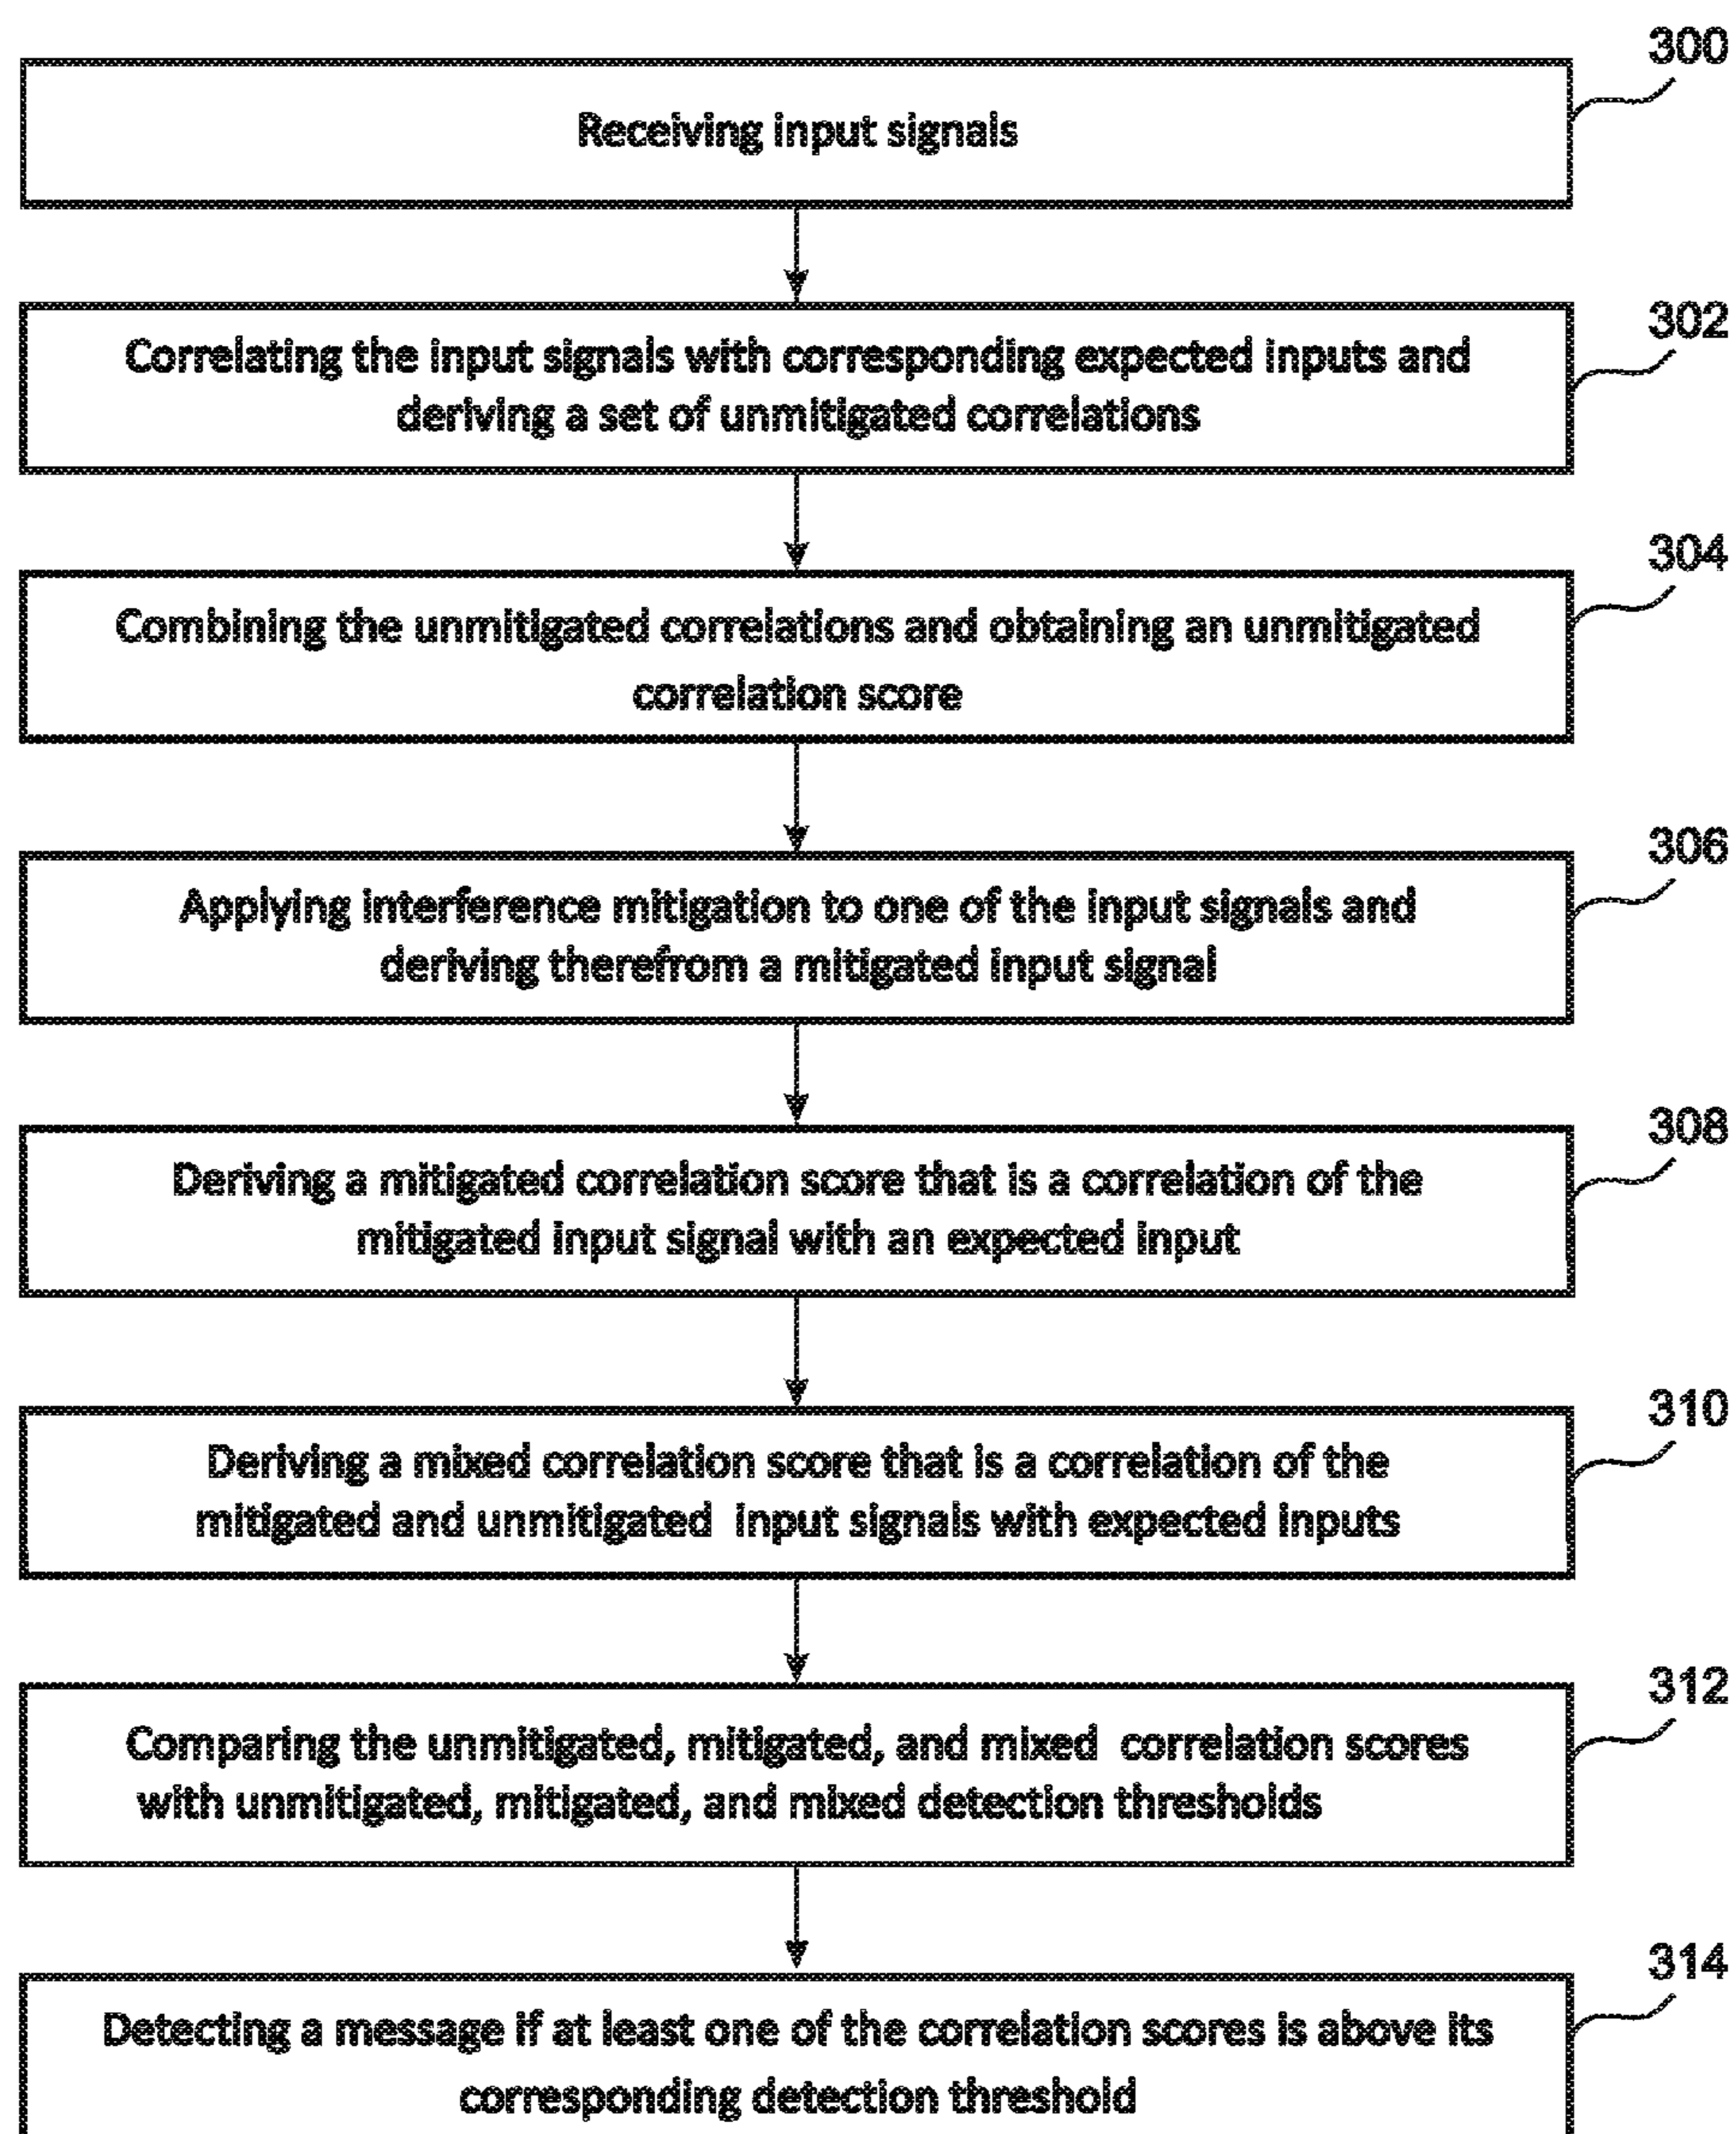 300
Receiving input signals
302
Correlating the input signals with corresponding expected inputs and
deriving a set of unmitigated correlations
304
Combining the unmitigated correlations and obtaining an unmitigated
correlation score
306
Applying interference mitigation to one of the input signals and
deriving therefrom a mitigated input signal
308
Deriving a mitigated correlation score that is a correlation of the
mitigated input signal with an expected input
310
Deriving a mixed correlation score that is a correlation of the
mitigated and unmitigated input signals with expected inputs
312
Comparing the unmitigated, mitigated, and mixed correlation scores
with unmitigated, mitigated, and mixed detection thresholds
314
Detecting a message if at least one of the correlation scores is above its
corresponding detection threshold